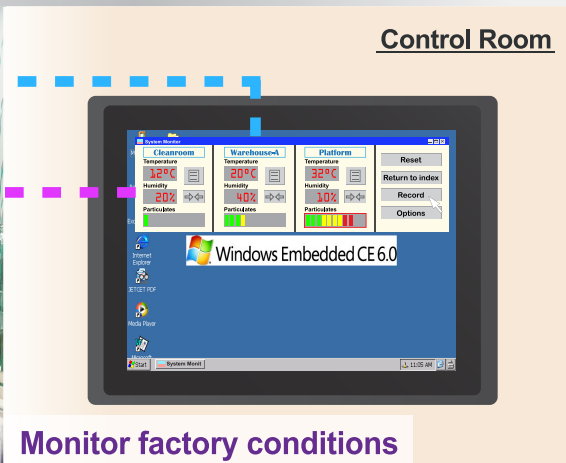 Control Room
System Monitor
Cleanroom
Temperature
12°C
Humidity
20%
Particulates
Warehouse-A
Temperature
20°C
Humidity
40%
Particulates
Platform
Temperature
32°C
Humidity
10%
Particulates
Reset
Return to index
Record
Options
Internet
Explorer
JETCET PDF
Media Player
Microsoft
Windows Embedded CE 6.0
Start
System Monit
11:05 AM
Monitor factory conditions